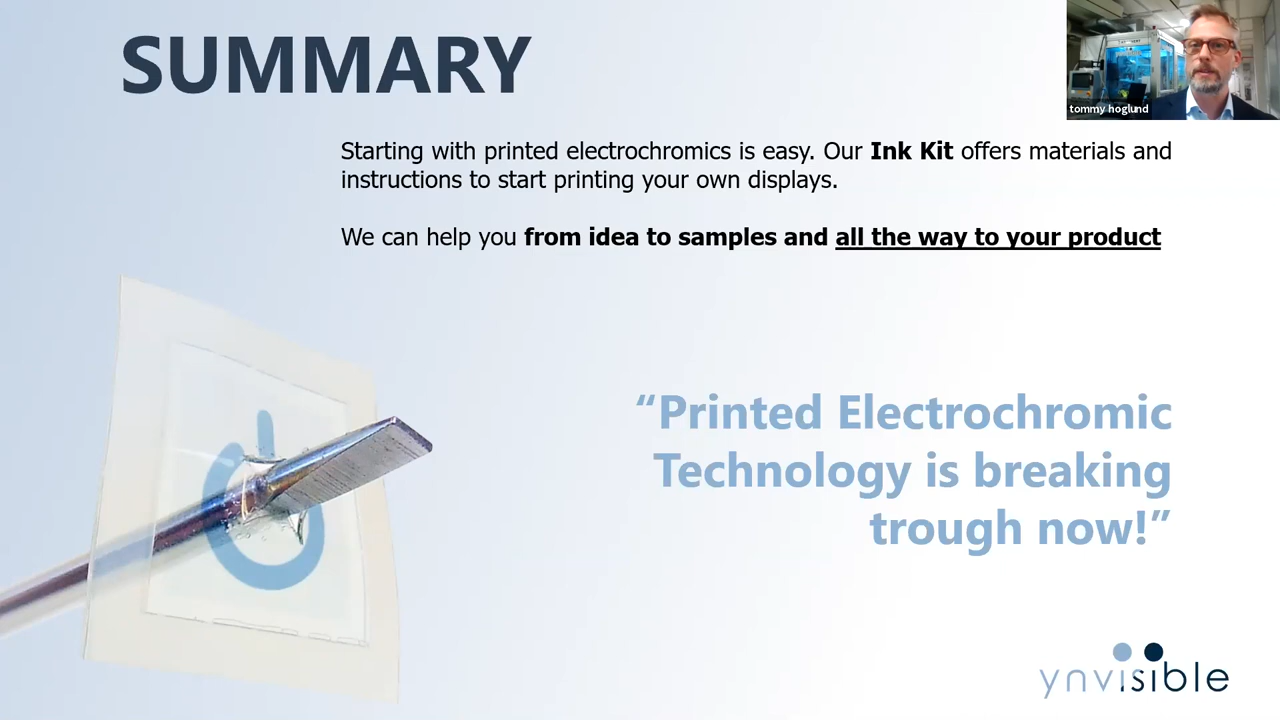 SUMMARY
tommy hoglund
Starting with printed electrochromics is easy. Our Ink Kit offers materials and
instructions to start printing your own displays.
We can help you from idea to samples and all the way to your product
“Printed Electrochromic
Technology is breaking
trough now!”
ynvisible